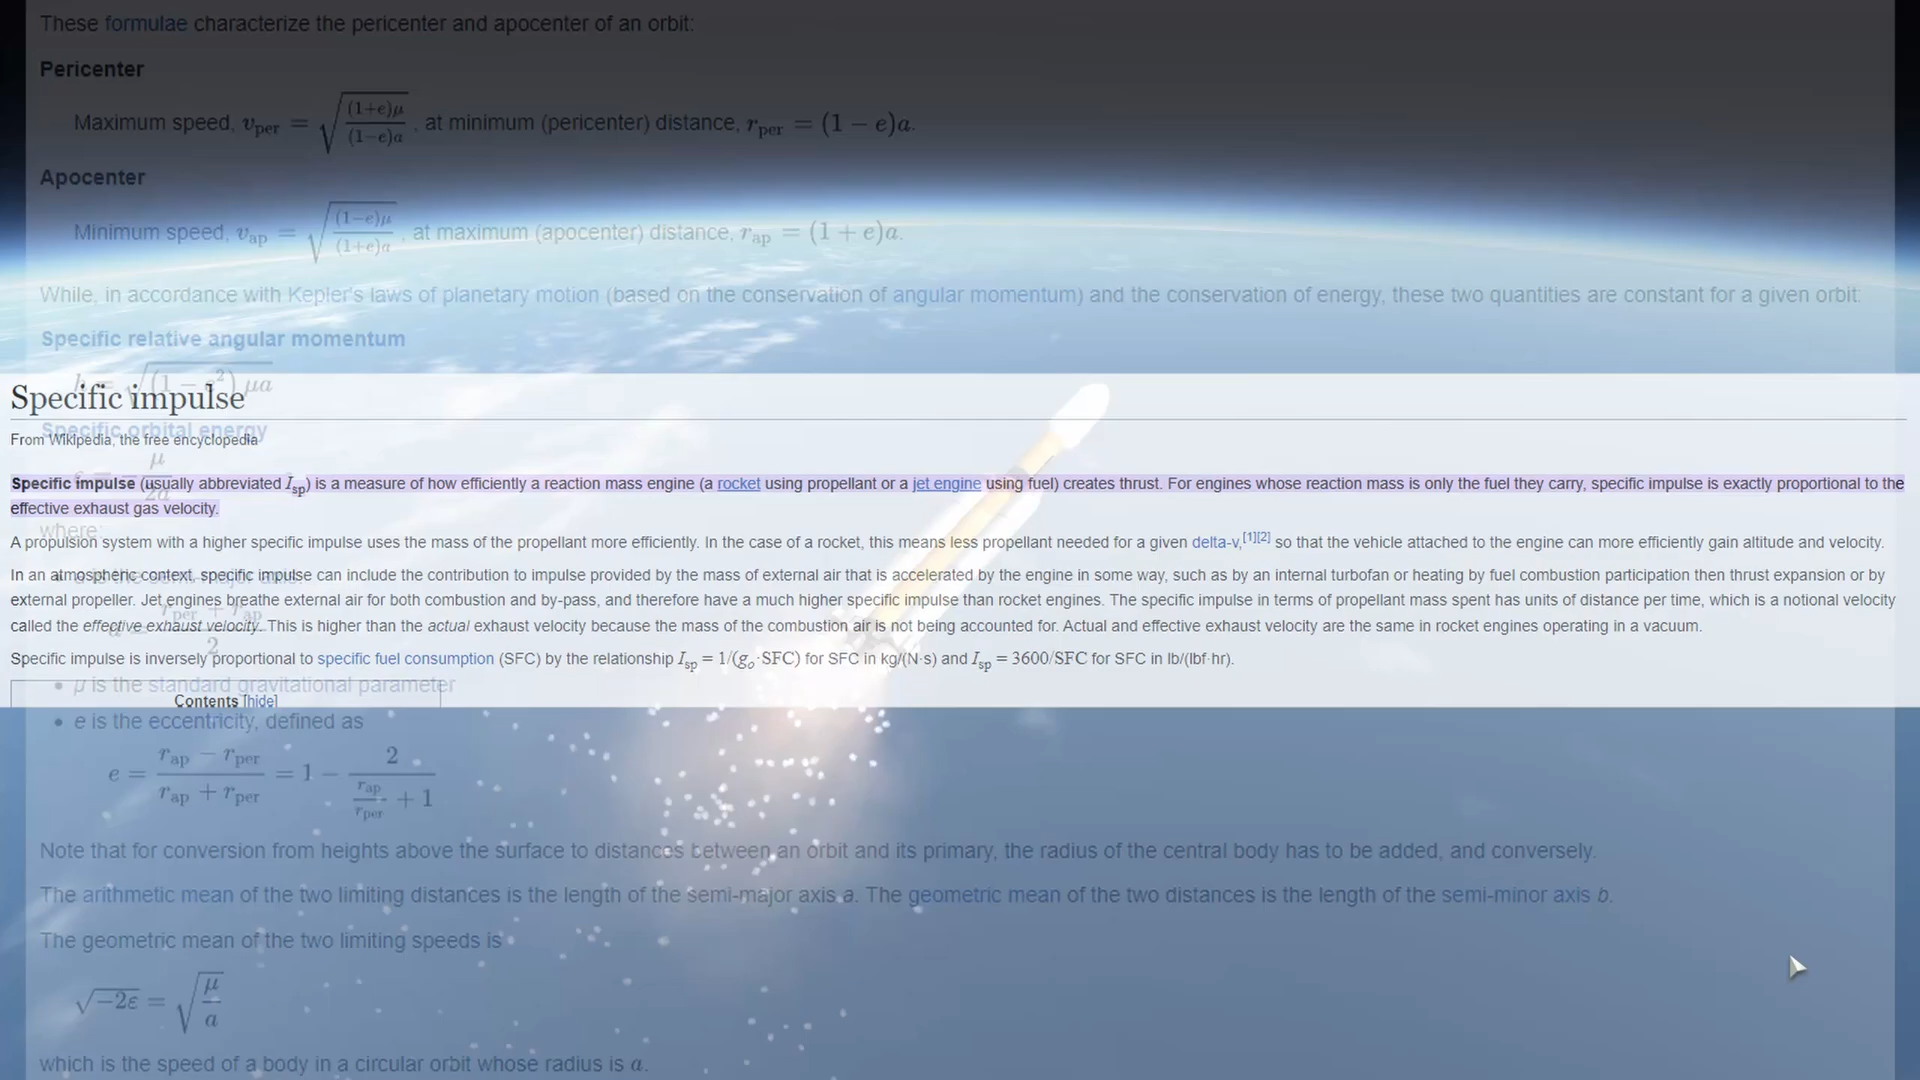 These formulae characterize the pericenter and apocenter of an orbit:
Pericenter
Maximum speed, v_per = √((1+e)μ / (1−e)a), at minimum (pericenter) distance, r_per = (1 − e)a.
Apocenter
Minimum speed, v_ap = √((1−e)μ / (1+e)a), at maximum (apocenter) distance, r_ap = (1 + e)a.
While, in accordance with Kepler's laws of planetary motion (based on the conservation of angular momentum) and the conservation of energy, these two quantities are constant for a given orbit:
Specific relative angular momentum
√((1 − e²) μa
Specific impulse
Specific orbital energy
From Wikipedia, the free encyclopedia
μ
2a
Specific impulse (usually abbreviated I_sp) is a measure of how efficiently a reaction mass engine (a rocket using propellant or a jet engine using fuel) creates thrust. For engines whose reaction mass is only the fuel they carry, specific impulse is exactly proportional to the
effective exhaust gas velocity.
where:
A propulsion system with a higher specific impulse uses the mass of the propellant more efficiently. In the case of a rocket, this means less propellant needed for a given delta-v,[1][2] so that the vehicle attached to the engine can more efficiently gain altitude and velocity.
In an atmospheric context, specific impulse can include the contribution to impulse provided by the mass of external air that is accelerated by the engine in some way, such as by an internal turbofan or heating by fuel combustion participation then thrust expansion or by
external propeller. Jet engines breathe external air for both combustion and by-pass, and therefore have a much higher specific impulse than rocket engines. The specific impulse in terms of propellant mass spent has units of distance per time, which is a notional velocity
r_per + r_ap
2
called the effective exhaust velocity. This is higher than the actual exhaust velocity because the mass of the combustion air is not being accounted for. Actual and effective exhaust velocity are the same in rocket engines operating in a vacuum.
Specific impulse is inversely proportional to specific fuel consumption (SFC) by the relationship I_sp = 1/(g_o·SFC) for SFC in kg/(N·s) and I_sp = 3600/SFC for SFC in lb/(lbf·hr).
• μ is the standard gravitational parameter
Contents [hide]
• e is the eccentricity, defined as
e = (r_ap − r_per) / (r_ap + r_per) = 1 − 2 / (r_ap / r_per + 1)
Note that for conversion from heights above the surface to distances between an orbit and its primary, the radius of the central body has to be added, and conversely.
The arithmetic mean of the two limiting distances is the length of the semi-major axis a. The geometric mean of the two distances is the length of the semi-minor axis b.
The geometric mean of the two limiting speeds is
√(−2ε) = √(μ / a)
which is the speed of a body in a circular orbit whose radius is a.